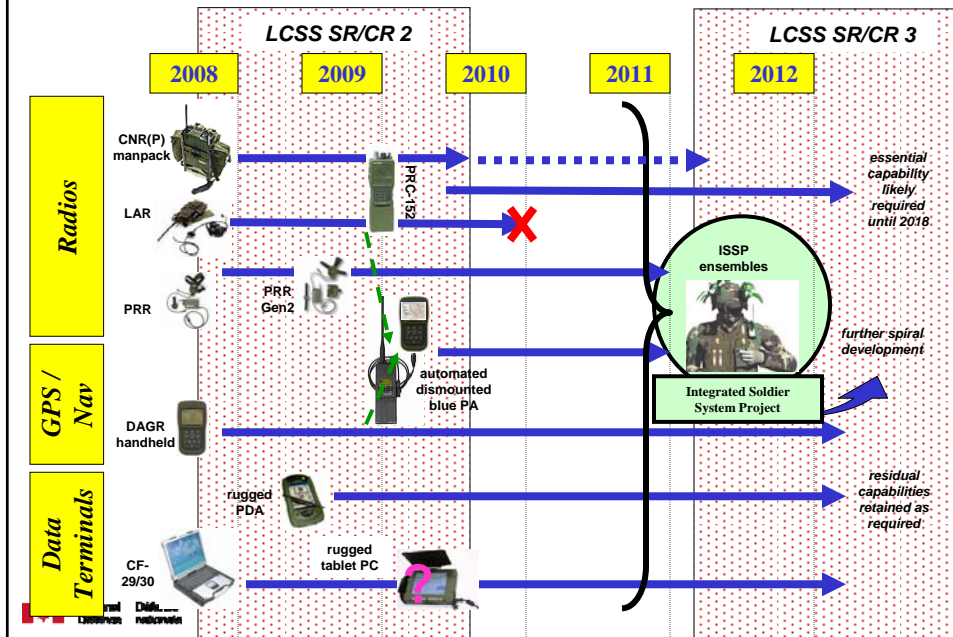 LCSS SR/CR 2
LCSS SR/CR 3
2008
2009
2010
2011
2012
Radios
CNR(P)
manpack
PRC-152
essential
capability
likely
required
until 2018
LAR
ISSP
ensembles
PRR
PRR
Gen2
further spiral
development
automated
dismounted
blue PA
Integrated Soldier
System Project
GPS /
Nav
DAGR
handheld
rugged
PDA
residual
capabilities
retained as
required
Data
Terminals
CF-
29/30
rugged
tablet PC
?
nationale